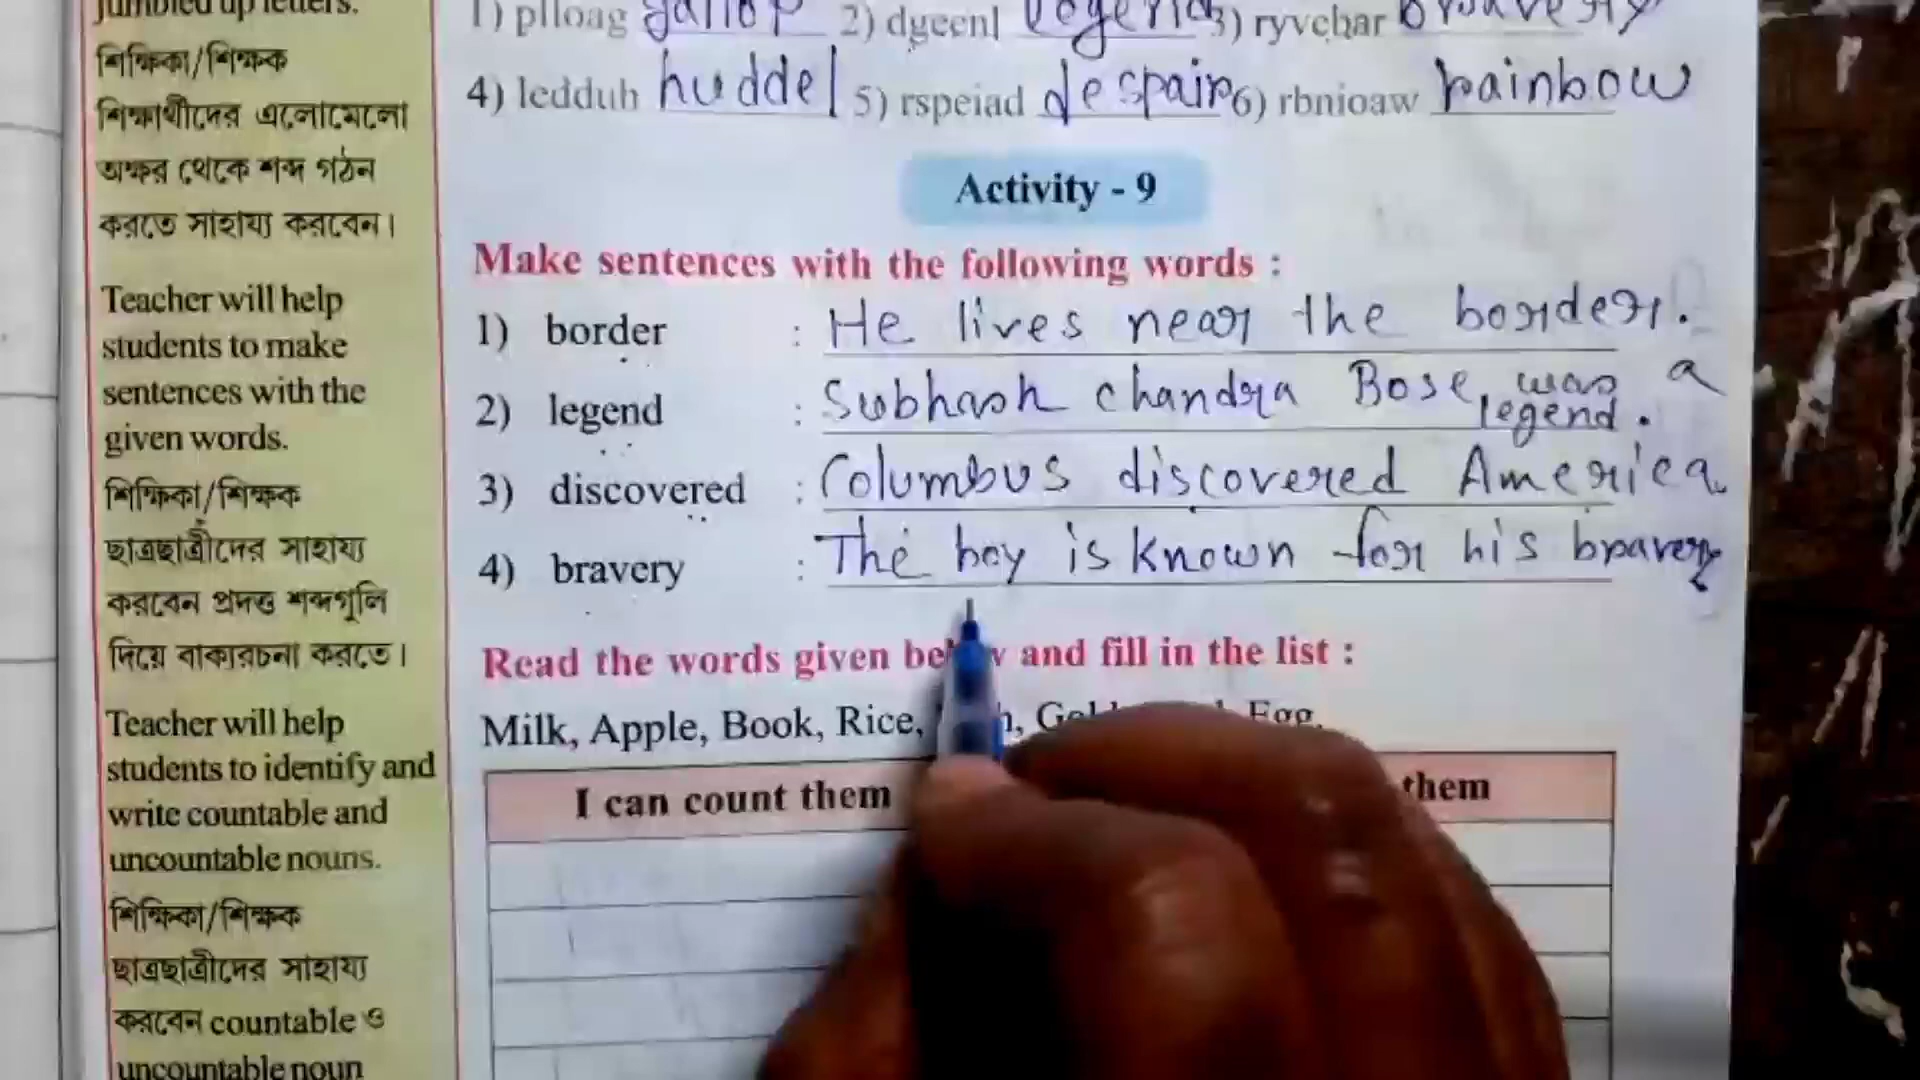 jumbled up letters.
শিক্ষিকা/শিক্ষক
শিক্ষার্থীদের এলোমেলো
অক্ষর থেকে শব্দ গঠন
করতে সাহায্য করবেন।
Teacher will help
students to make
sentences with the
given words.
শিক্ষিকা/শিক্ষক
ছাত্রছাত্রীদের সাহায্য
করবেন প্রদত্ত শব্দগুলি
দিয়ে বাক্যরচনা করতে।
Teacher will help
students to identify and
write countable and
uncountable nouns.
শিক্ষিকা/শিক্ষক
ছাত্রছাত্রীদের সাহায্য
করবেন countable ও
uncountable noun
1) plloag gallop 2) dgeenl legend 3) ryvebar bravery
4) ledduh huddel 5) rspeiad despair 6) rbnioaw rainbow
Activity - 9
Make sentences with the following words :
1) border : He lives near the border.
2) legend : Subhash chandra Bose was a legend.
3) discovered : Columbus discovered America.
4) bravery : The boy is known for his bravery
Read the words given below and fill in the list :
Milk, Apple, Book, Rice, Egg.
I can count them them